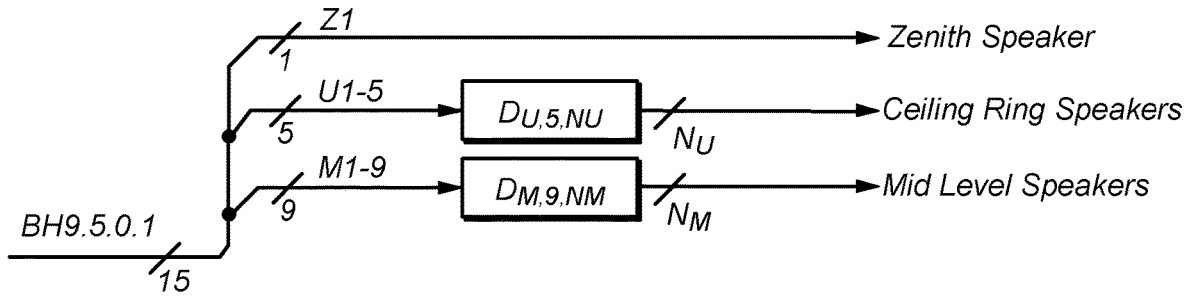 Z1
1
Zenith Speaker
U1-5
5
D_{U,5,NU}
N_U
Ceiling Ring Speakers
M1-9
9
D_{M,9,NM}
N_M
Mid Level Speakers
BH9.5.0.1
15